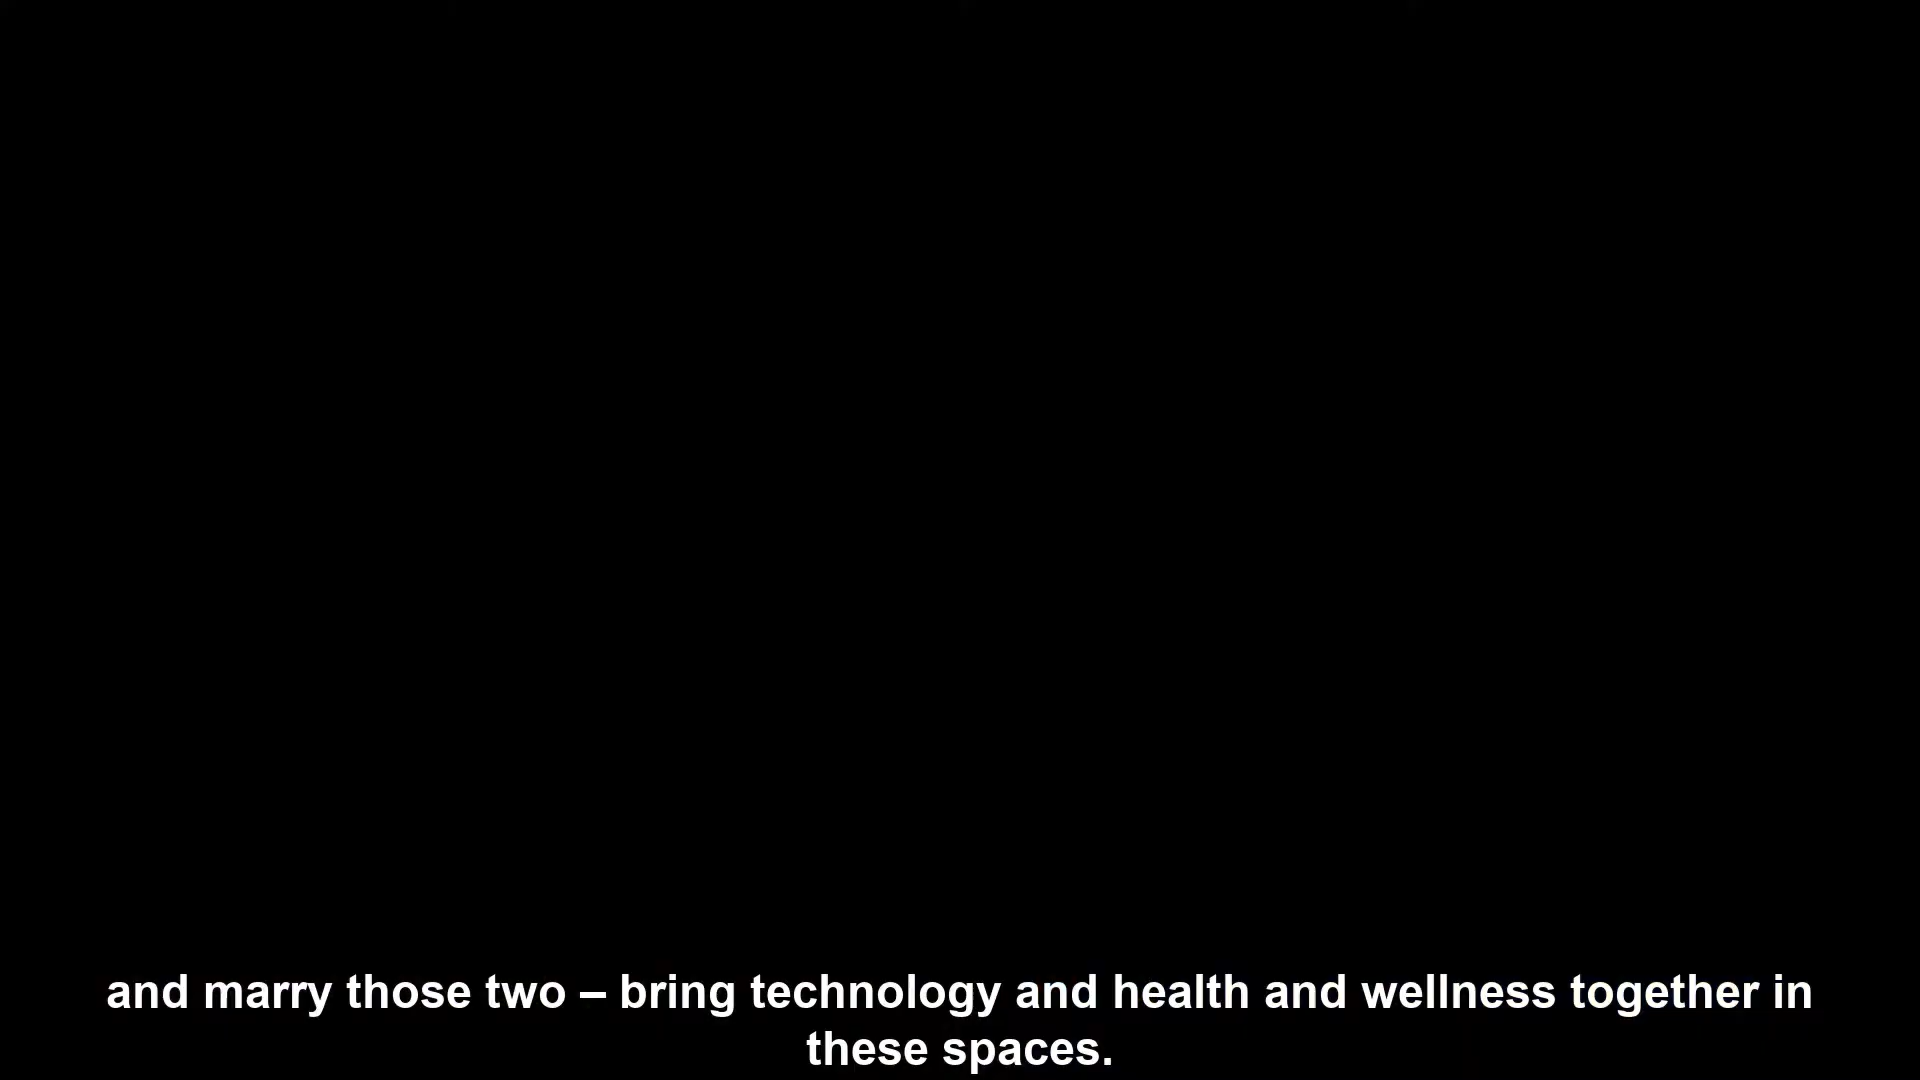 and marry those two – bring technology and health and wellness together in
these spaces.